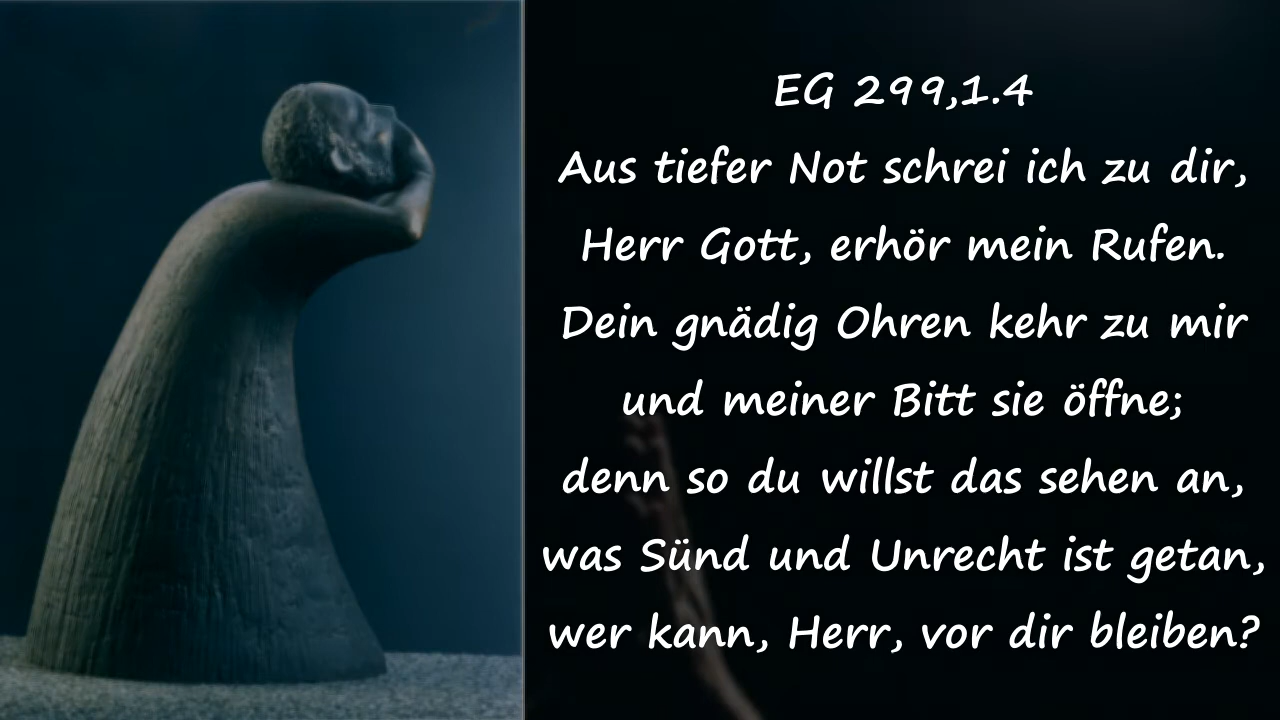 EG 299,1.4
Aus tiefer Not schrei ich zu dir,
Herr Gott, erhör mein Rufen.
Dein gnädig Ohren kehr zu mir
und meiner Bitt sie öffne;
denn so du willst das sehen an,
was Sünd und Unrecht ist getan,
wer kann, Herr, vor dir bleiben?